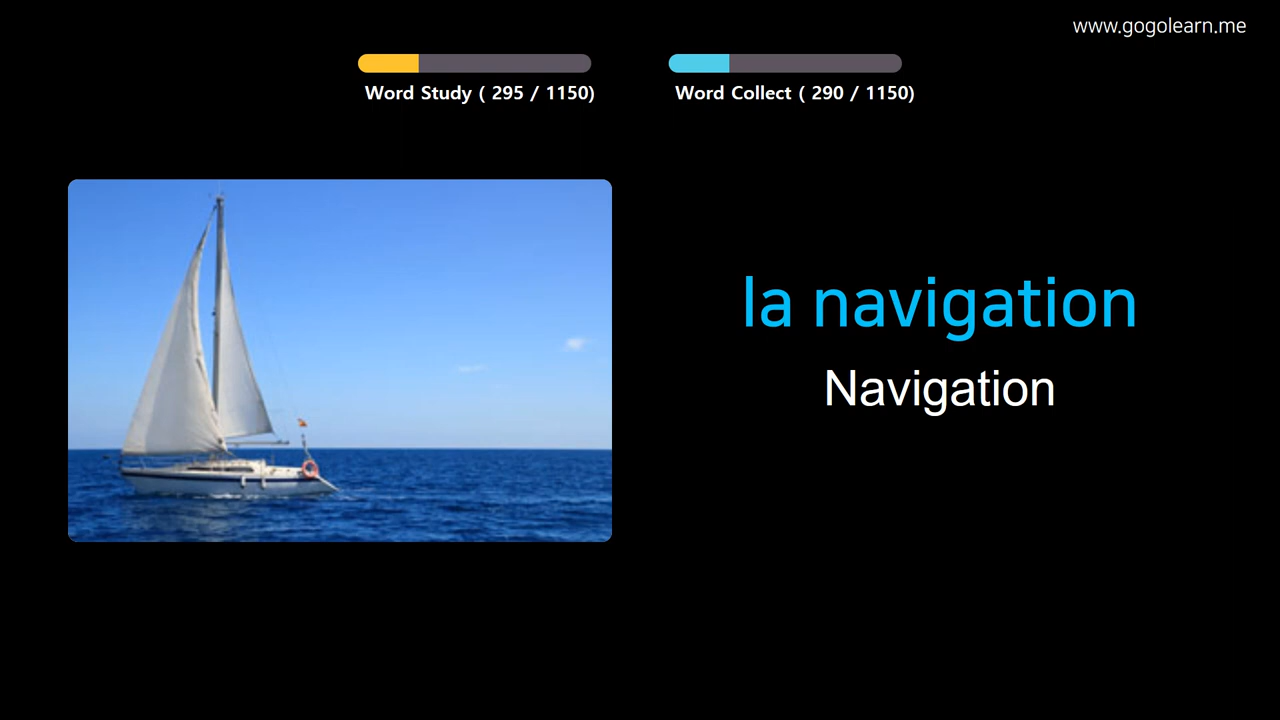 www.gogolearn.me
Word Study ( 295 / 1150)
Word Collect ( 290 / 1150)
la navigation
Navigation